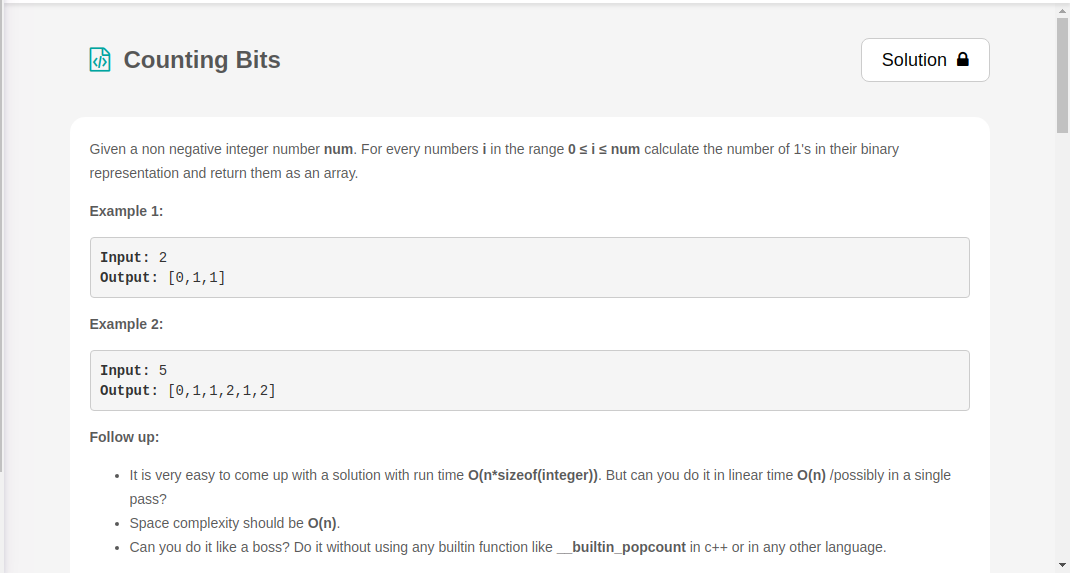 Counting Bits
Solution
Given a non negative integer number num. For every numbers i in the range 0 ≤ i ≤ num calculate the number of 1's in their binary
representation and return them as an array.
Example 1:
Input: 2
Output: [0,1,1]
Example 2:
Input: 5
Output: [0,1,1,2,1,2]
Follow up:
• It is very easy to come up with a solution with run time O(n*sizeof(integer)). But can you do it in linear time O(n) /possibly in a single
pass?
• Space complexity should be O(n).
• Can you do it like a boss? Do it without using any builtin function like __builtin_popcount in c++ or in any other language.